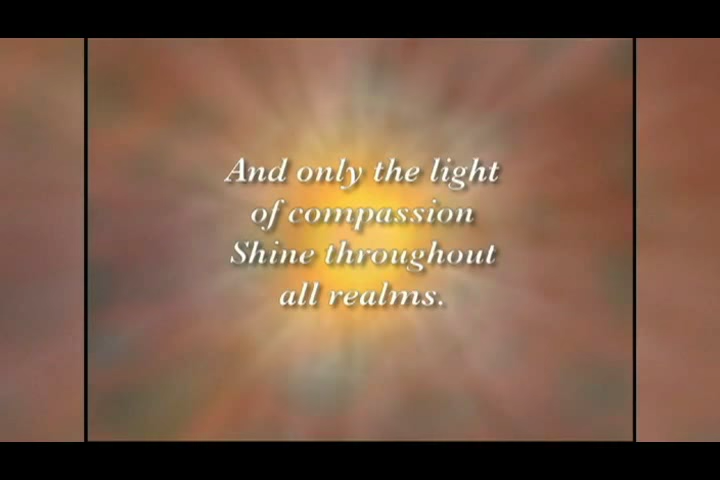 And only the light
of compassion
Shine throughout
all realms.